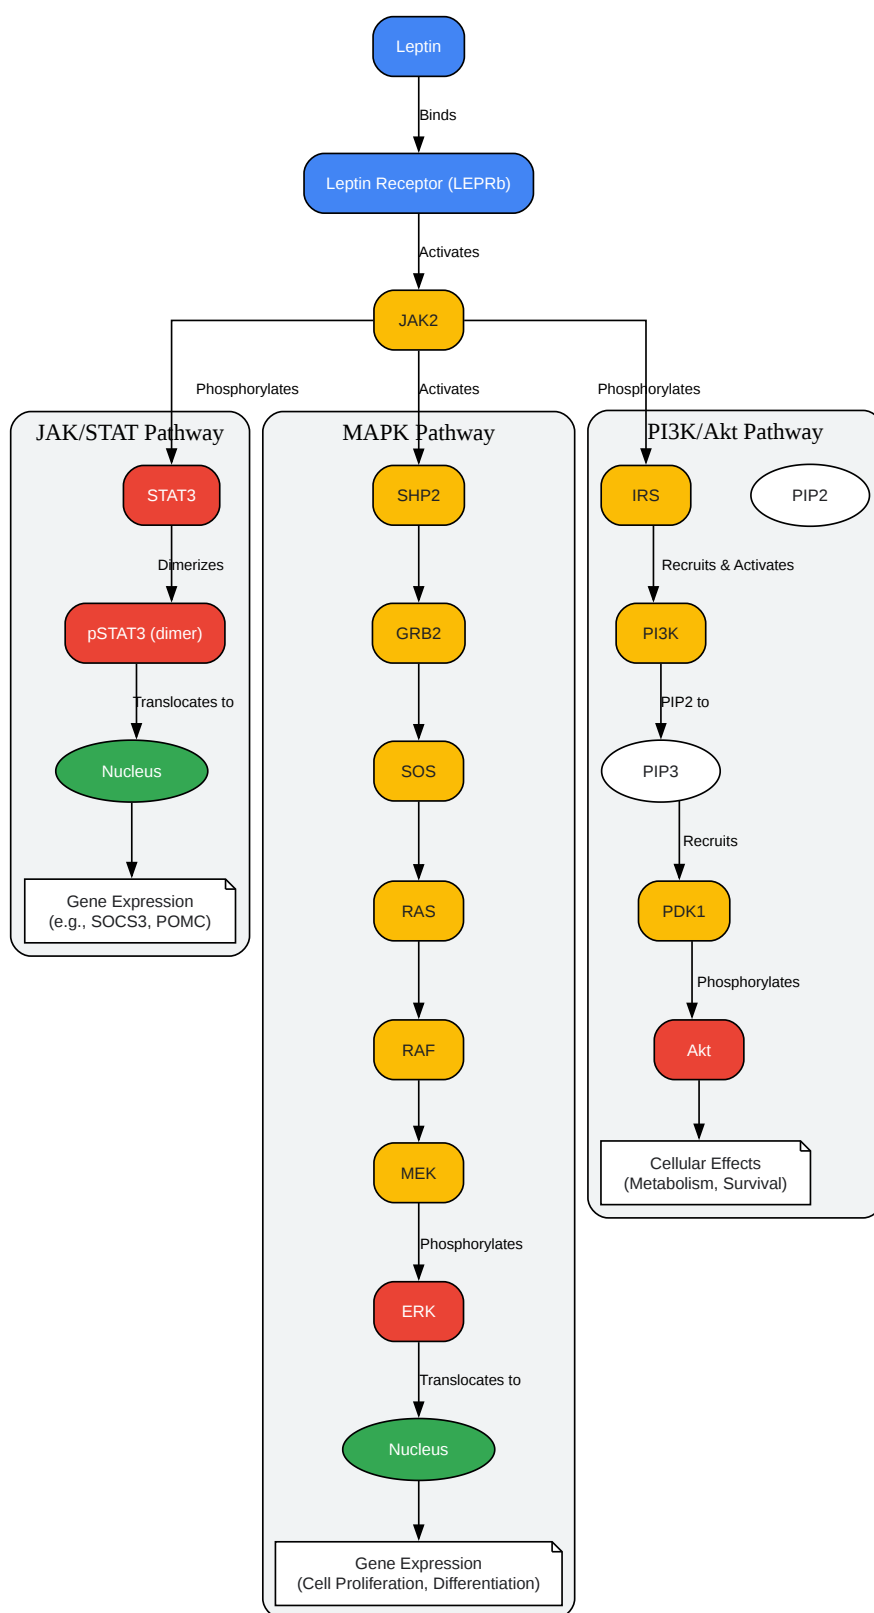 Leptin
Binds
Leptin Receptor (LEPRb)
Activates
JAK2
Phosphorylates
Activates
Phosphorylates
JAK/STAT Pathway
MAPK Pathway
PI3K/Akt Pathway
STAT3
SHP2
IRS
PIP2
Dimerizes
Recruits & Activates
pSTAT3 (dimer)
GRB2
PI3K
Translocates to
PIP2 to
Nucleus
SOS
PIP3
Recruits
Gene Expression
(e.g., SOCS3, POMC)
RAS
PDK1
Phosphorylates
RAF
Akt
MEK
Cellular Effects
(Metabolism, Survival)
Phosphorylates
ERK
Translocates to
Nucleus
Gene Expression
(Cell Proliferation, Differentiation)